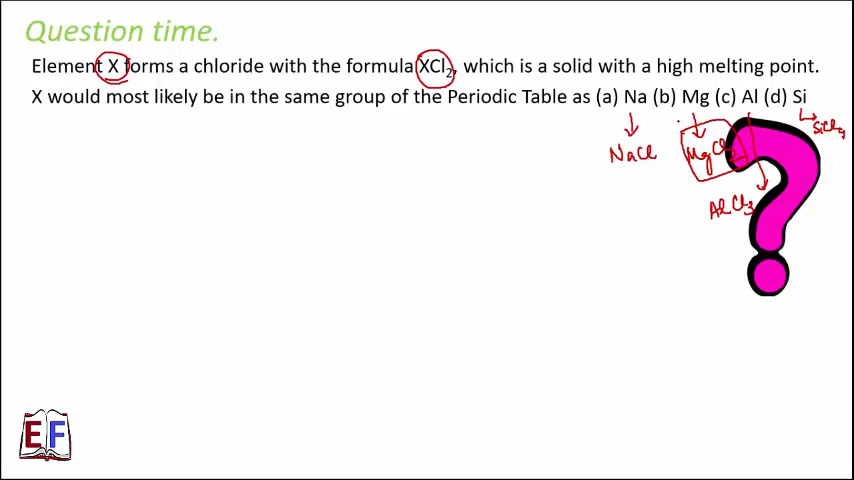 Question time.
Element X forms a chloride with the formula XCl₂, which is a solid with a high melting point.
X would most likely be in the same group of the Periodic Table as (a) Na (b) Mg (c) Al (d) Si
SiCl₄
NaCl
MgCl₂
AlCl₃
EF